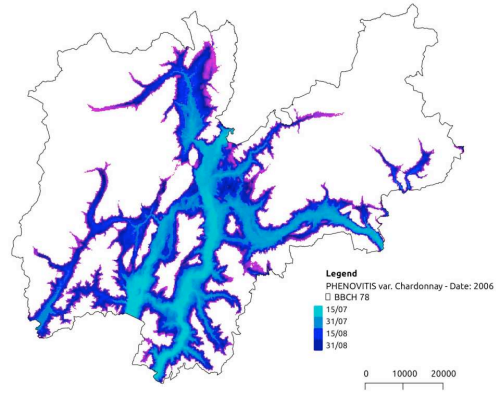 Legend
PHENOVITIS var. Chardonnay - Date: 2006
BBCH 78
15/07
31/07
15/08
31/08
0 10000 20000